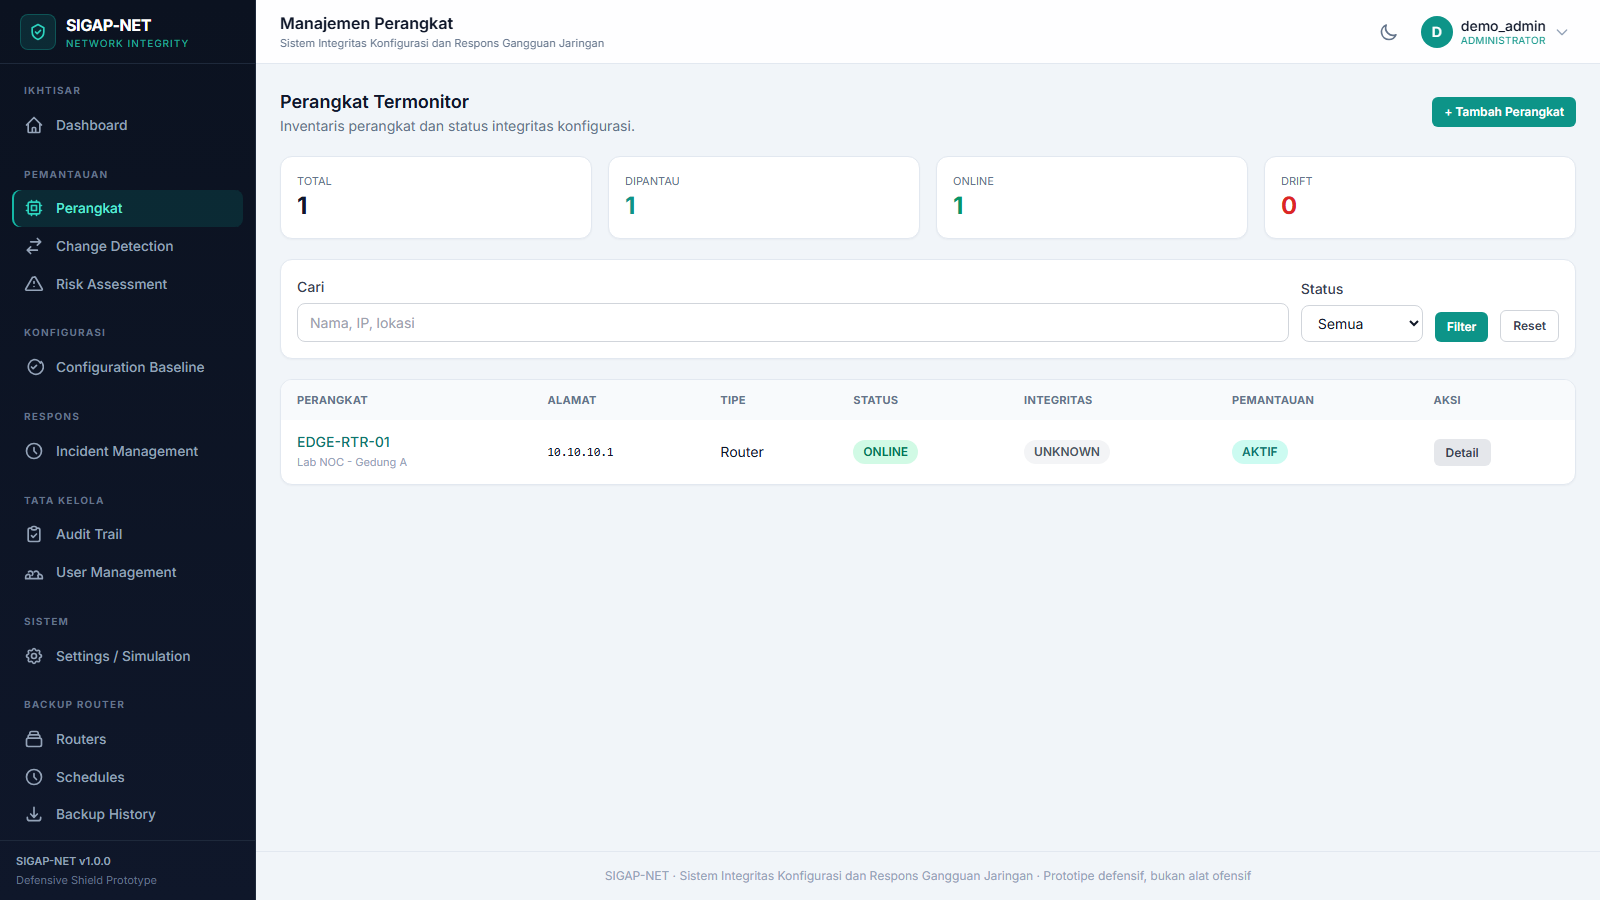 SIGAP-NET
NETWORK INTEGRITY
IKHTISAR
Dashboard
PEMANTAUAN
Perangkat
Change Detection
Risk Assessment
KONFIGURASI
Configuration Baseline
RESPONS
Incident Management
TATA KELOLA
Audit Trail
User Management
SISTEM
Settings / Simulation
BACKUP ROUTER
Routers
Schedules
Backup History
SIGAP-NET v1.0.0
Defensive Shield Prototype
Manajemen Perangkat
Sistem Integritas Konfigurasi dan Respons Gangguan Jaringan
D
demo_admin
ADMINISTRATOR
Perangkat Termonitor
Inventaris perangkat dan status integritas konfigurasi.
+ Tambah Perangkat
TOTAL
1
DIPANTAU
1
ONLINE
1
DRIFT
0
Cari
Nama, IP, lokasi
Status
Semua
Filter
Reset
PERANGKAT ALAMAT TIPE STATUS INTEGRITAS PEMANTAUAN AKSI
EDGE-RTR-01
Lab NOC - Gedung A
10.10.10.1
Router
ONLINE
UNKNOWN
AKTIF
Detail
SIGAP-NET · Sistem Integritas Konfigurasi dan Respons Gangguan Jaringan · Prototipe defensif, bukan alat ofensif